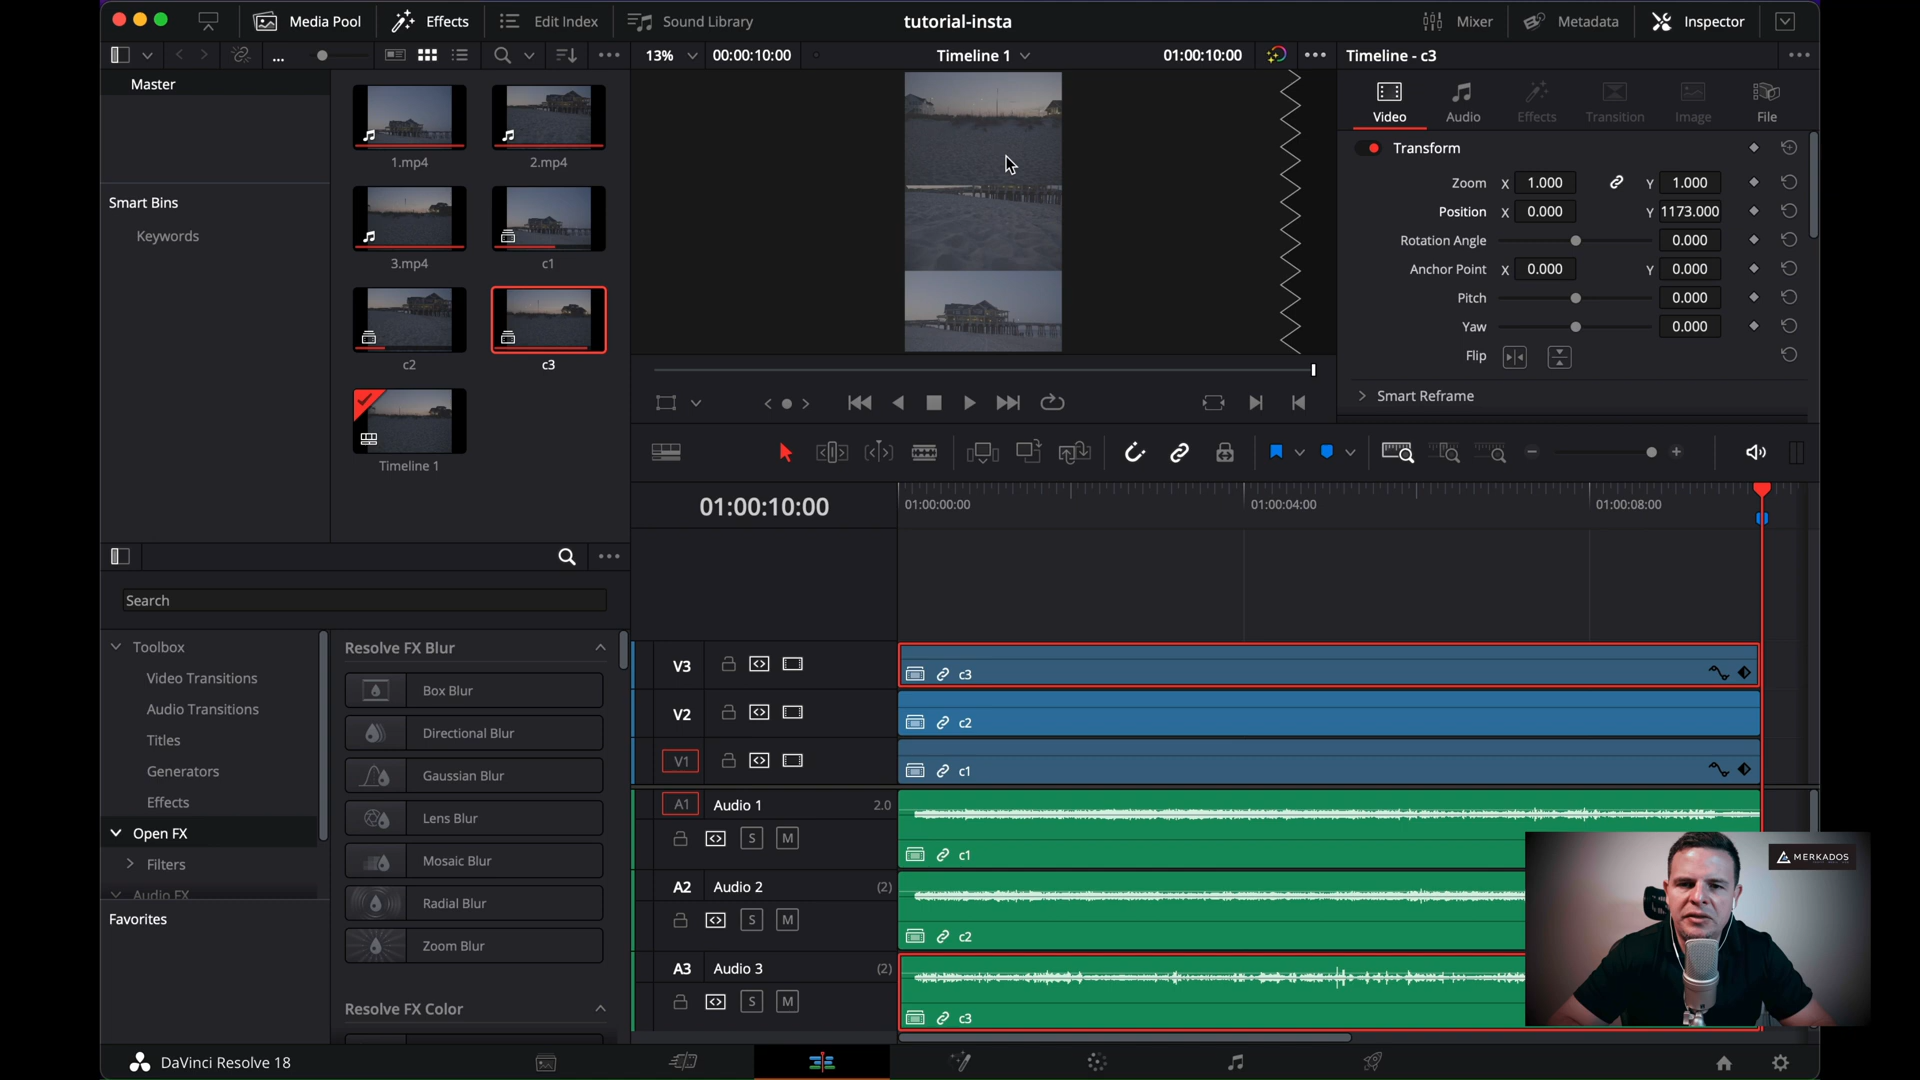 Media Pool
Effects
Edit Index
Sound Library
tutorial-insta
Mixer
Metadata
Inspector
...
13%
00:00:10:00
Timeline 1
01:00:10:00
Timeline - c3
Master
Smart Bins
Keywords
1.mp4
2.mp4
3.mp4
c1
c2
c3
Timeline 1
Video
Audio
Effects
Transition
Image
File
Transform
Zoom X 1.000 Y 1.000
Position X 0.000 Y 1173.000
Rotation Angle 0.000
Anchor Point X 0.000 Y 0.000
Pitch 0.000
Yaw 0.000
Flip
Smart Reframe
01:00:10:00
01:00:00:00
01:00:04:00
01:00:08:00
Search
Toolbox
Video Transitions
Audio Transitions
Titles
Generators
Effects
Open FX
Filters
Audio FX
Favorites
Resolve FX Blur
Box Blur
Directional Blur
Gaussian Blur
Lens Blur
Mosaic Blur
Radial Blur
Zoom Blur
Resolve FX Color
V3
c3
V2
c2
V1
c1
A1 Audio 1 2.0
S M
c1
A2 Audio 2 (2)
S M
c2
A3 Audio 3 (2)
S M
c3
MERKADOS
DaVinci Resolve 18